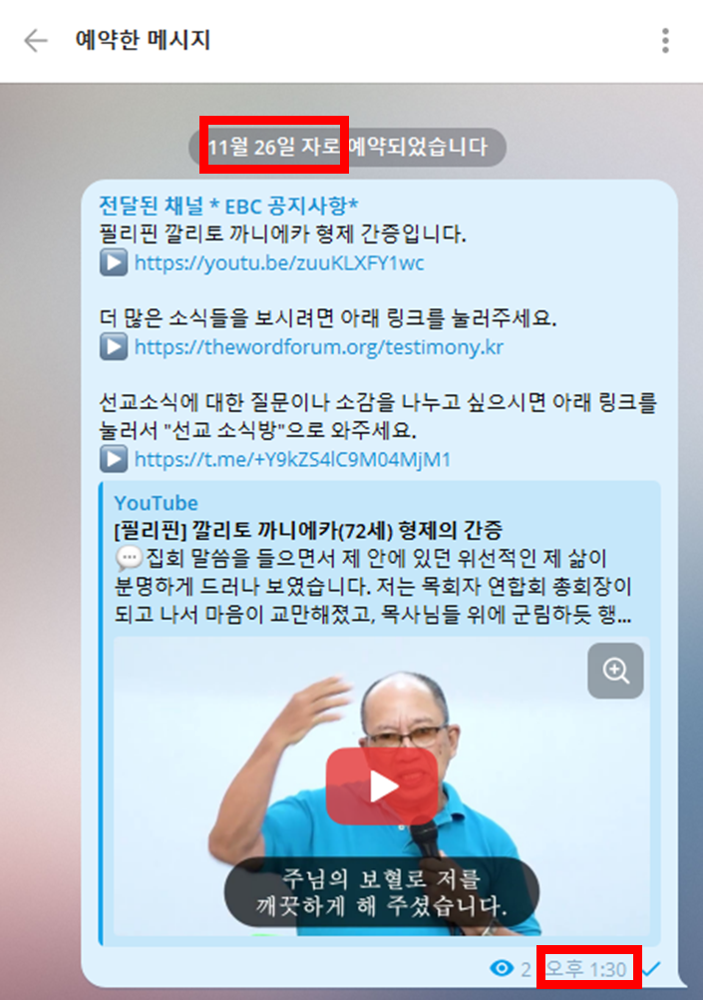 예약한 메시지
11월 26일 자로 예약되었습니다
전달된 채널 * EBC 공지사항*
필리핀 깔리토 까니에카 형제 간증입니다.
https://youtu.be/zuuKLXFY1wc
더 많은 소식들을 보시려면 아래 링크를 눌러주세요.
https://thewordforum.org/testimony.kr
선교소식에 대한 질문이나 소감을 나누고 싶으시면 아래 링크를
눌러서 "선교 소식방"으로 와주세요.
https://t.me/+Y9kZS4lC9M04MjM1
YouTube
[필리핀] 깔리토 까니에카(72세) 형제의 간증
집회 말씀을 들으면서 제 안에 있던 위선적인 제 삶이
분명하게 드러나 보였습니다. 저는 목회자 연합회 총회장이
되고 나서 마음이 교만해졌고, 목사님들 위에 군림하듯 행...
주님의 보혈로 저를
깨끗하게 해 주셨습니다.
2 오후 1:30